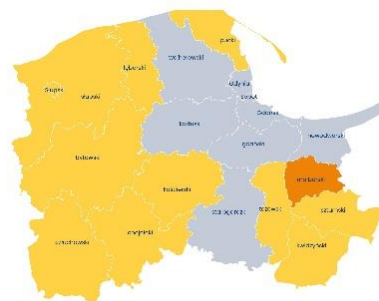 pucki
lęborski
wejherowski
Gdynia
Sopot
Słupsk
słupski
Gdańsk
nowodworski
kartuski
gdański
bytowski
malborski
kościerski
tczewski
sztumski
starogardzki
chojnicki
człuchowski
kwidzyński